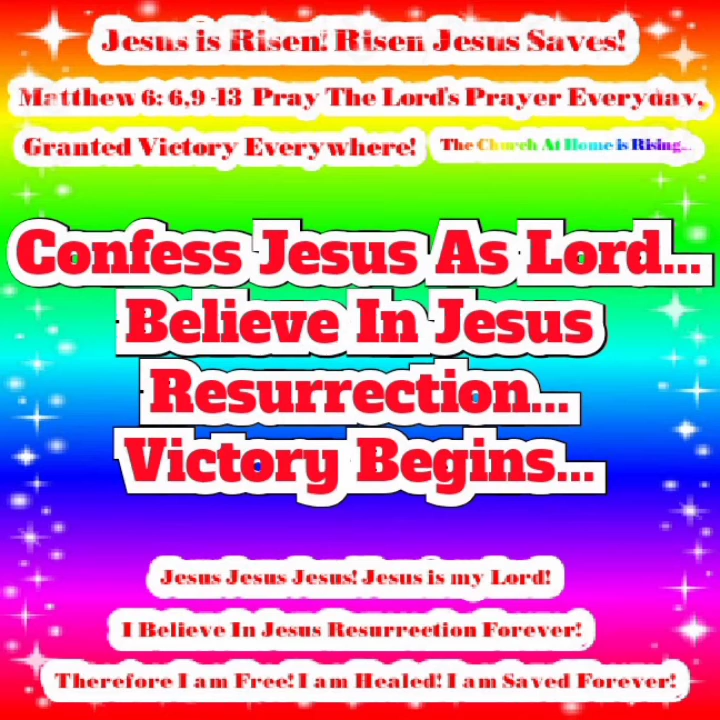 Jesus is Risen! Risen Jesus Saves!
Matthew 6: 6,9 -13 Pray The Lord's Prayer Everyday,
Granted Victory Everywhere! The Church At Home is Rising...
Confess Jesus As Lord...
Believe In Jesus
Resurrection...
Victory Begins...
Jesus Jesus Jesus! Jesus is my Lord!
I Believe In Jesus Resurrection Forever!
Therefore I am Free! I am Healed! I am Saved Forever!